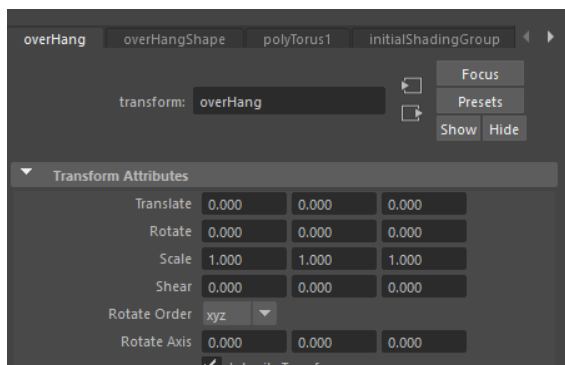 overHang overHangShape polyTorus1 initialShadingGroup
Focus
transform: overHang
Presets
Show Hide
Transform Attributes
Translate 0.000 0.000 0.000
Rotate 0.000 0.000 0.000
Scale 1.000 1.000 1.000
Shear 0.000 0.000 0.000
Rotate Order xyz
Rotate Axis 0.000 0.000 0.000